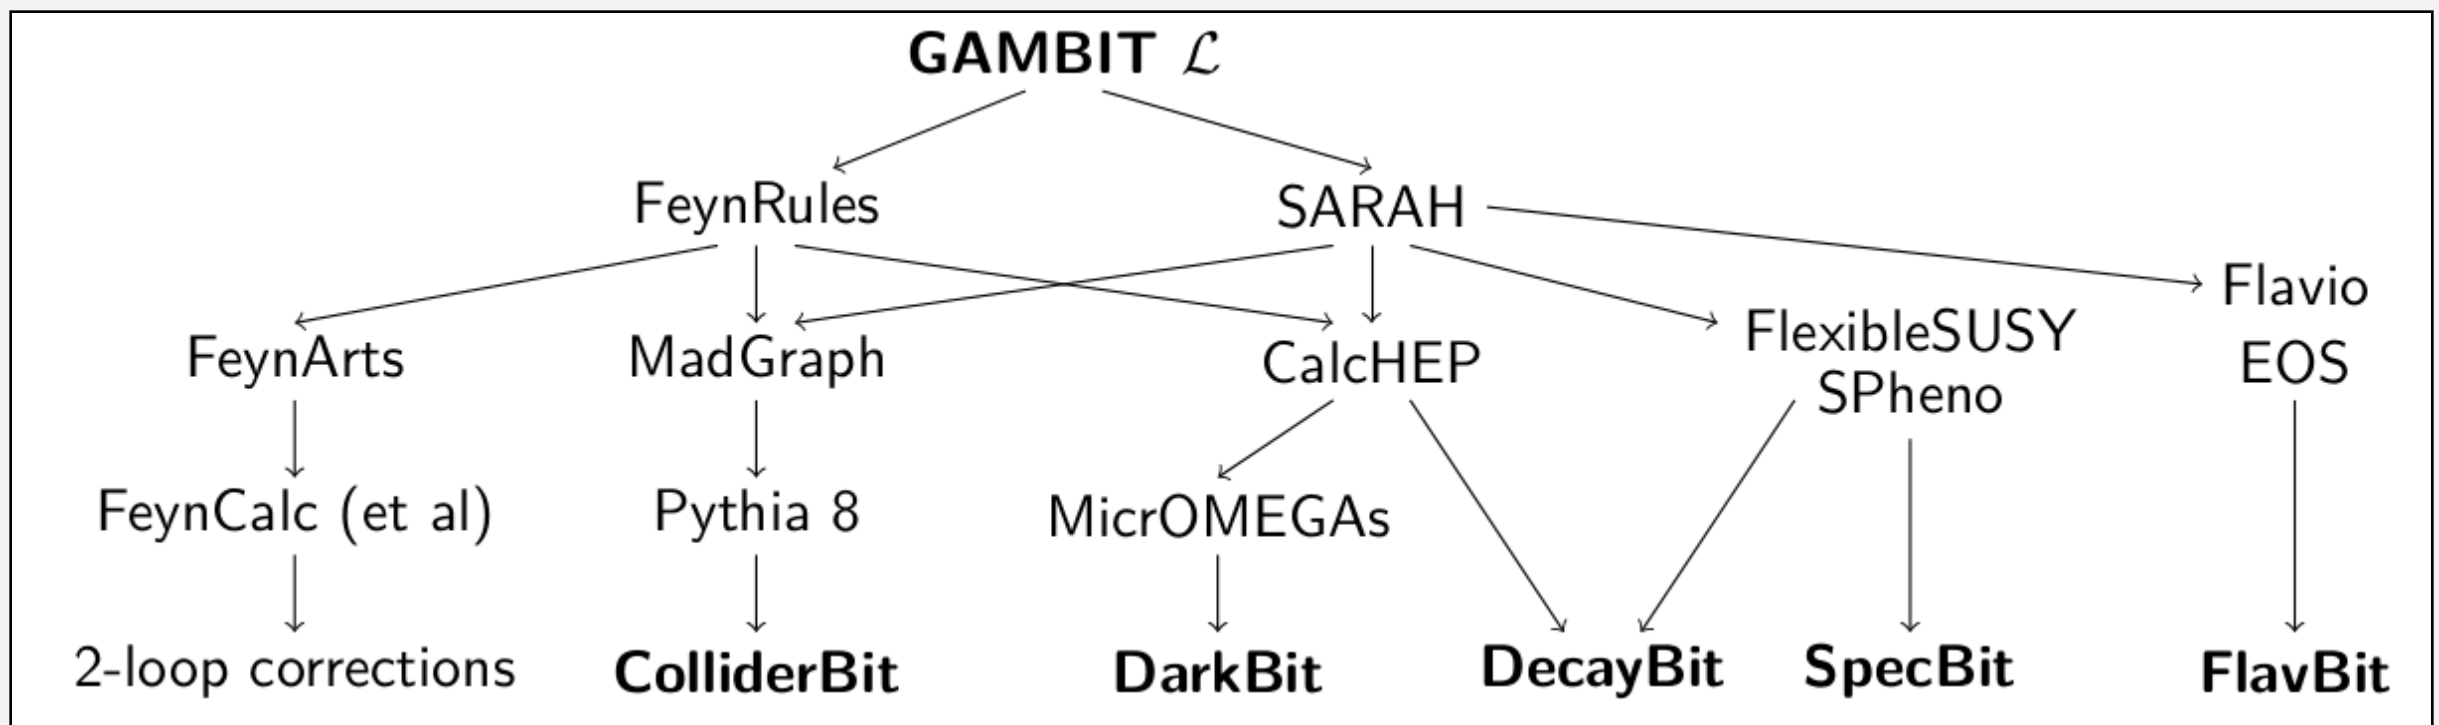 GAMBIT ℒ
FeynRules
SARAH
Flavio
EOS
FeynArts
MadGraph
CalcHEP
FlexibleSUSY
SPheno
FeynCalc (et al)
Pythia 8
MicrOMEGAs
2-loop corrections
ColliderBit
DarkBit
DecayBit
SpecBit
FlavBit